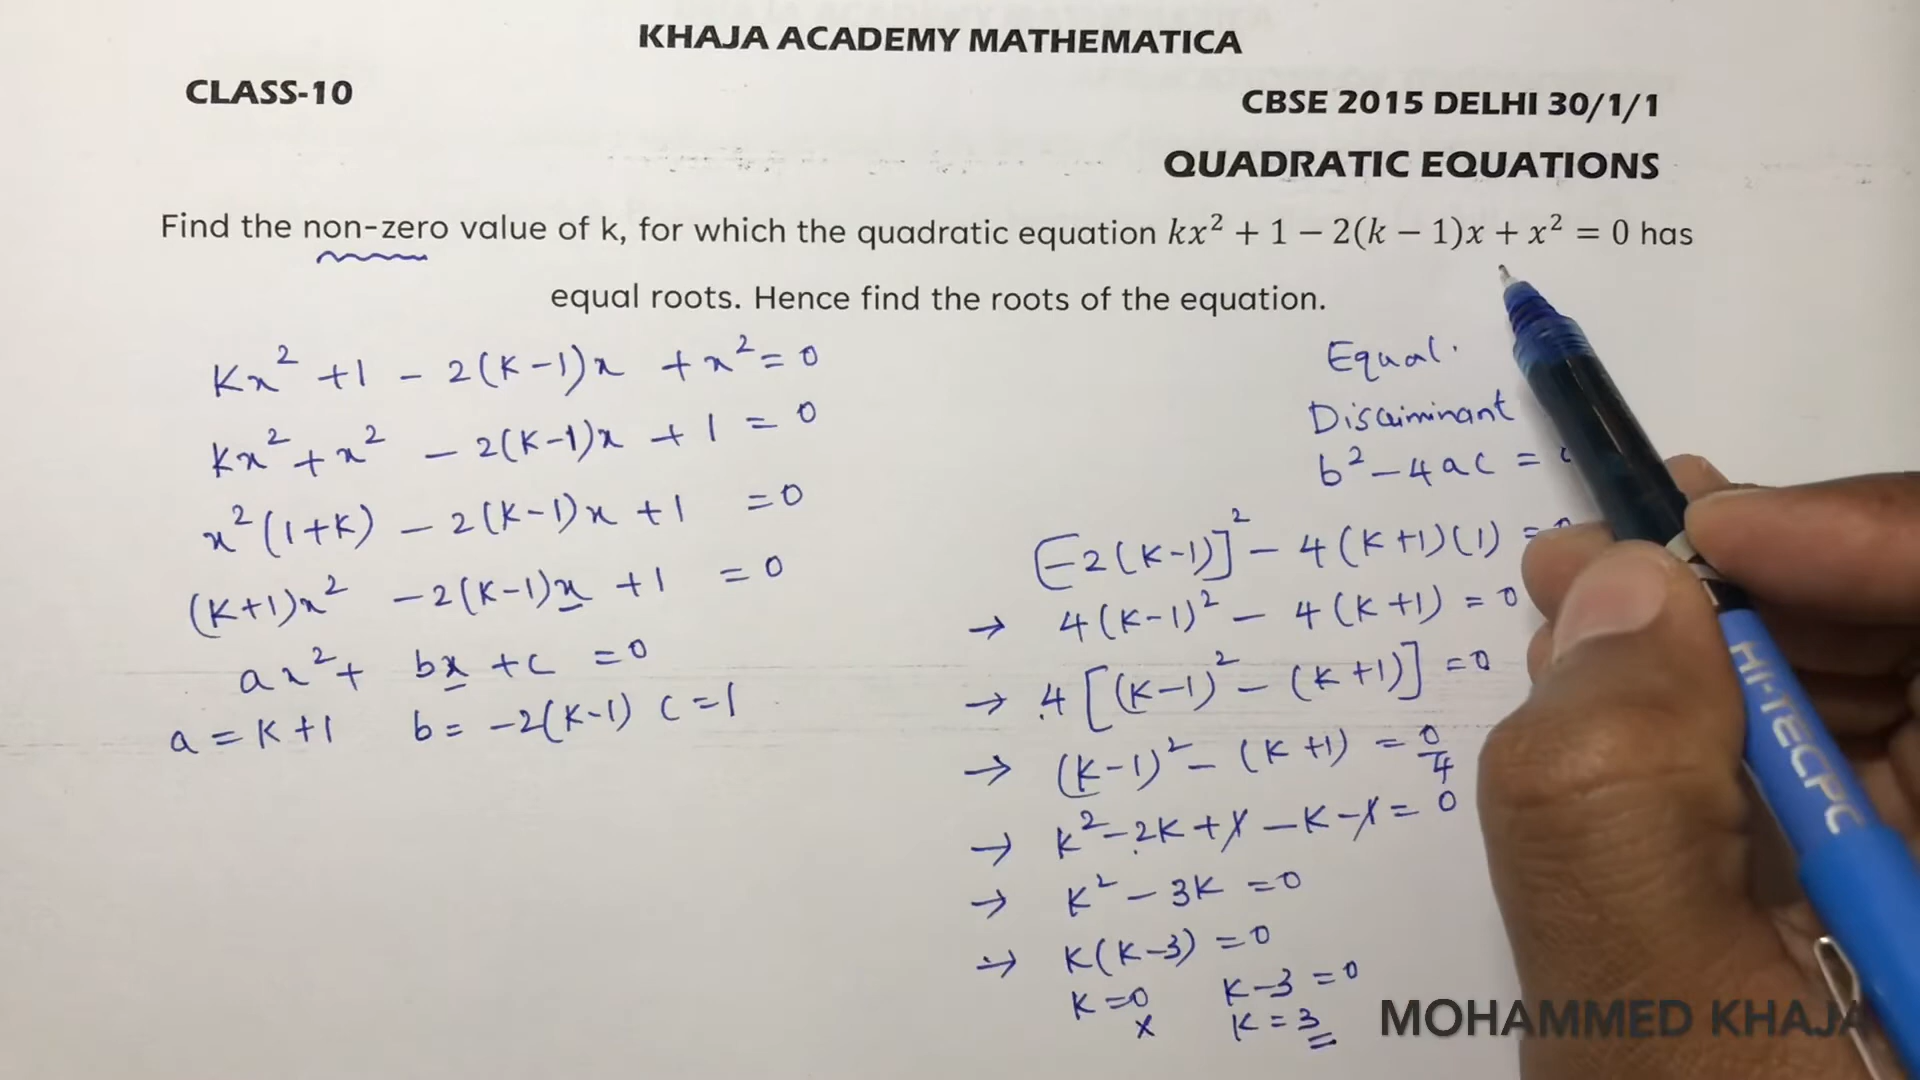 KHAJA ACADEMY MATHEMATICA
CLASS-10
CBSE 2015 DELHI 30/1/1
QUADRATIC EQUATIONS
Find the non-zero value of k, for which the quadratic equation kx² + 1 − 2(k − 1)x + x² = 0 has
equal roots. Hence find the roots of the equation.
Kx² + 1 − 2(K−1)x + x² = 0
Kx² + x² − 2(K−1)x + 1 = 0
x²(1+K) − 2(K−1)x + 1 = 0
(K+1)x² − 2(K−1)x + 1 = 0
ax² + bx + c = 0
a = K+1 b = −2(K−1) c = 1
Equal.
Discriminant
b² − 4ac =
[−2(K−1)]² − 4(K+1)(1) =
→ 4(K−1)² − 4(K+1) = 0
→ 4[(K−1)² − (K+1)] = 0
→ (K−1)² − (K+1) = 0/4
→ K² − 2K + 1 − K − 1 = 0
→ K² − 3K = 0
→ K(K−3) = 0
K = 0 K−3 = 0
x K = 3
MOHAMMED KHAJA
HI-TECPC